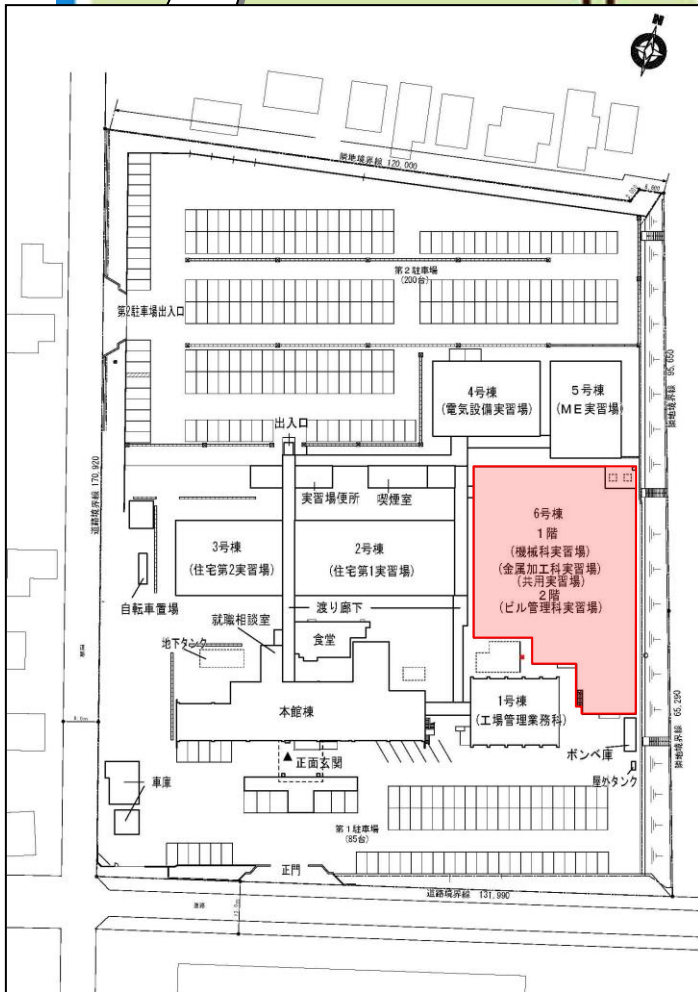 N
隣地境界線 120,000
6,000
第2駐車場
(200台)
第2駐車場出入口
隣地境界線 95,650
4号棟
(電気設備実習場)
5号棟
(ME実習場)
出入口
道路境界線 170,920
実習場便所
喫煙室
6号棟
1階
(機械科実習場)
(金属加工科実習場)
(共用実習場)
2階
(ビル管理科実習場)
3号棟
(住宅第2実習場)
2号棟
(住宅第1実習場)
自転車置場
渡り廊下
就職相談室
食堂
地下タンク
道路
本館棟
1号棟
(工場管理業務科)
隣地境界線 65,290
ボンベ庫
正面玄関
屋外タンク
車庫
第1駐車場
(85台)
正門
道路境界線 131,990
道路